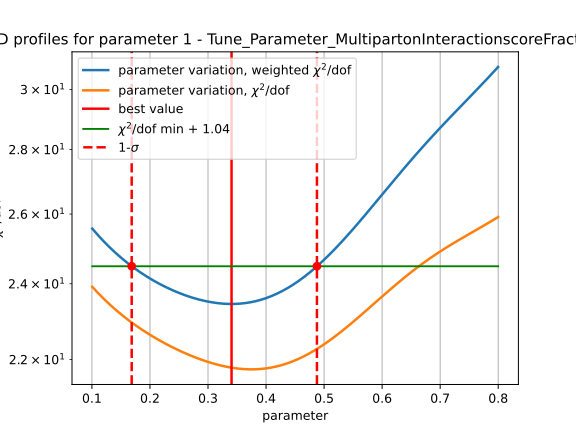 D profiles for parameter 1 - Tune_Parameter_MultipartonInteractionscoreFract
parameter variation, weighted χ²/dof
parameter variation, χ²/dof
best value
χ²/dof min + 1.04
1-σ
3 × 10¹
2.8 × 10¹
2.6 × 10¹
2.4 × 10¹
2.2 × 10¹
0.1 0.2 0.3 0.4 0.5 0.6 0.7 0.8
parameter